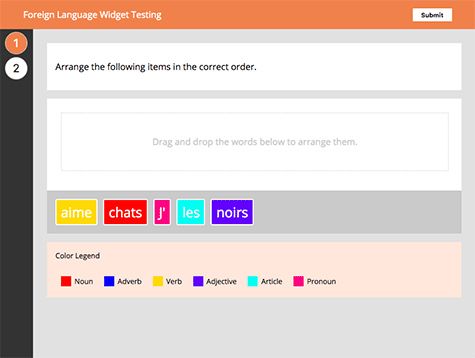 Foreign Language Widget Testing
Submit
1
2
Arrange the following items in the correct order.
Drag and drop the words below to arrange them.
aime chats J' les noirs
Color Legend
Noun Adverb Verb Adjective Article Pronoun